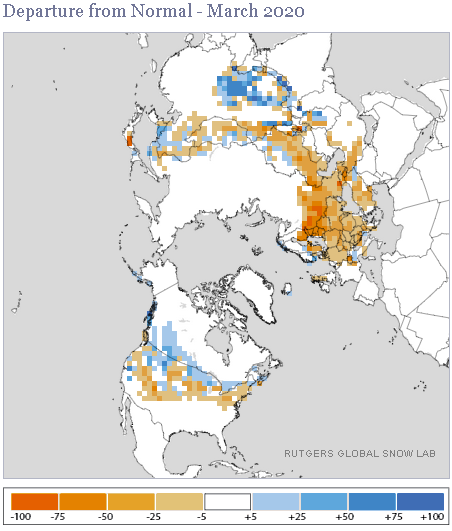 Departure from Normal - March 2020
RUTGERS GLOBAL SNOW LAB
-100 -75 -50 -25 -5 +5 +25 +50 +75 +100